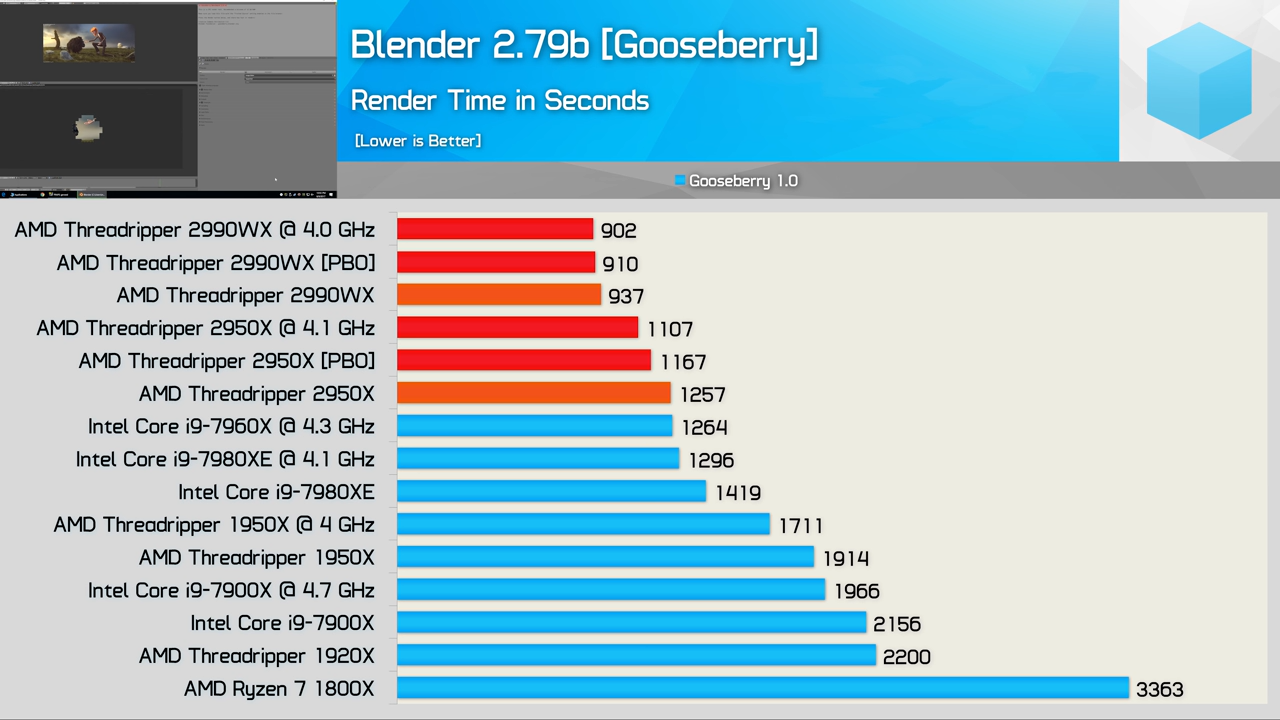 Blender 2.79b [Gooseberry]
Render Time in Seconds
[Lower is Better]
Gooseberry 1.0
AMD Threadripper 2990WX @ 4.0 GHz 902
AMD Threadripper 2990WX [PBO] 910
AMD Threadripper 2990WX 937
AMD Threadripper 2950X @ 4.1 GHz 1107
AMD Threadripper 2950X [PBO] 1167
AMD Threadripper 2950X 1257
Intel Core i9-7960X @ 4.3 GHz 1264
Intel Core i9-7980XE @ 4.1 GHz 1296
Intel Core i9-7980XE 1419
AMD Threadripper 1950X @ 4 GHz 1711
AMD Threadripper 1950X 1914
Intel Core i9-7900X @ 4.7 GHz 1966
Intel Core i9-7900X 2156
AMD Threadripper 1920X 2200
AMD Ryzen 7 1800X 3363